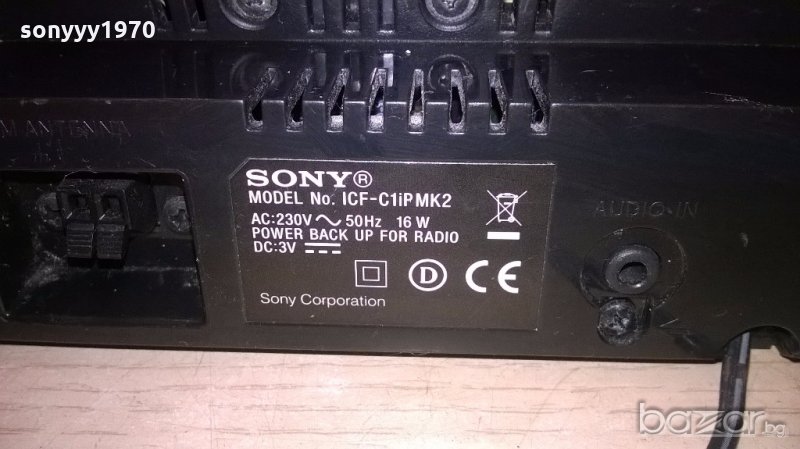 sonyyy1970
M ANTENNA
AUDIO IN
SONY®
MODEL No. ICF-C1iPMK2
AC:230V ~ 50Hz 16 W
POWER BACK UP FOR RADIO
DC:3V ⎓
D CE
Sony Corporation
bazar.bg